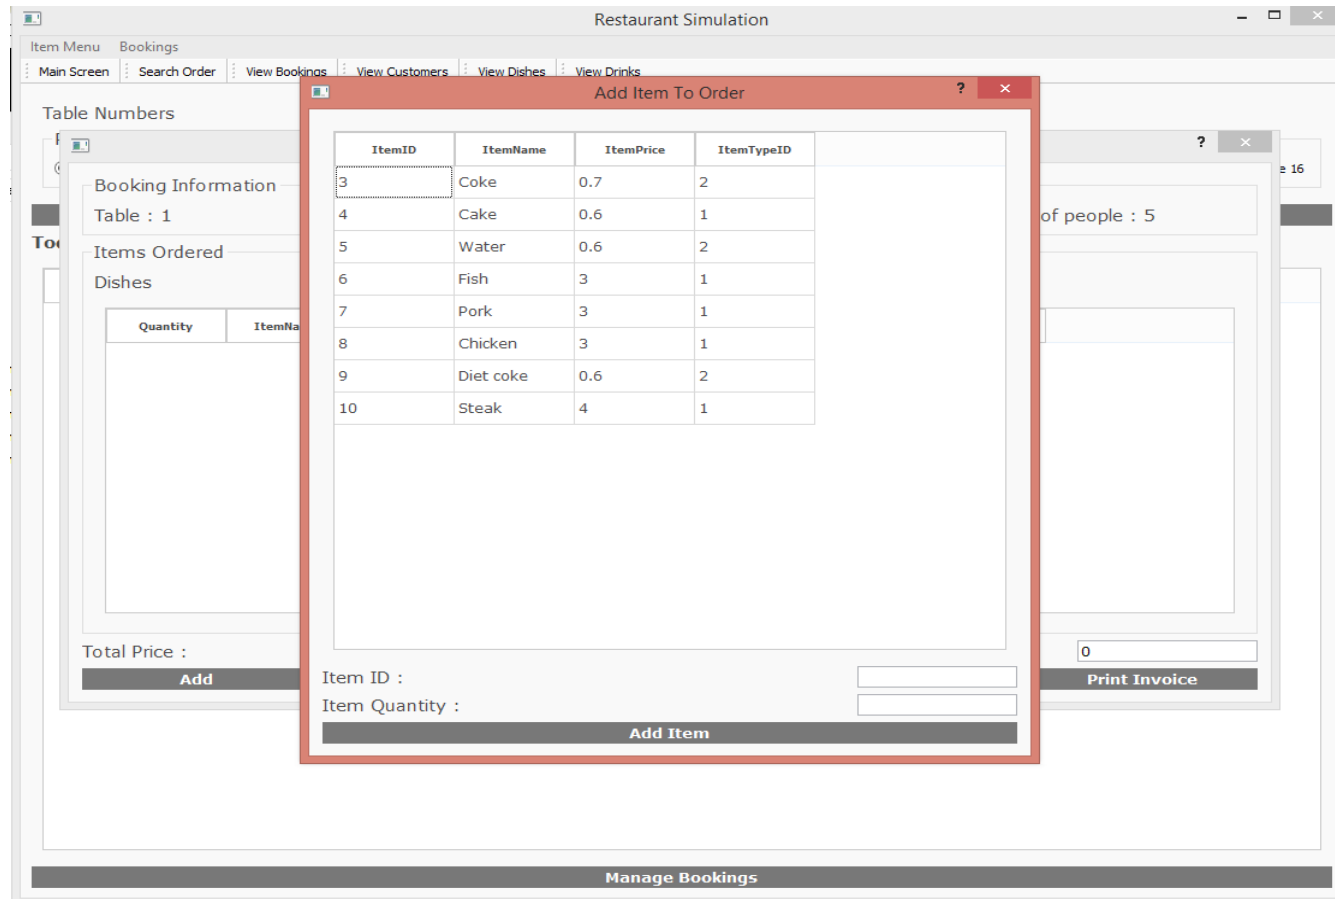 Restaurant Simulation
Item Menu Bookings
Main Screen Search Order View Bookings View Customers View Dishes View Drinks
Table Numbers
16
Booking Information
Table : 1
of people : 5
Items Ordered
Dishes
Quantity
Total Price :
0
Add
Print Invoice
Add Item To Order
?
ItemID ItemName ItemPrice ItemTypeID
3 Coke 0.7 2
4 Cake 0.6 1
5 Water 0.6 2
6 Fish 3 1
7 Pork 3 1
8 Chicken 3 1
9 Diet coke 0.6 2
10 Steak 4 1
Item ID :
Item Quantity :
Add Item
?
Manage Bookings